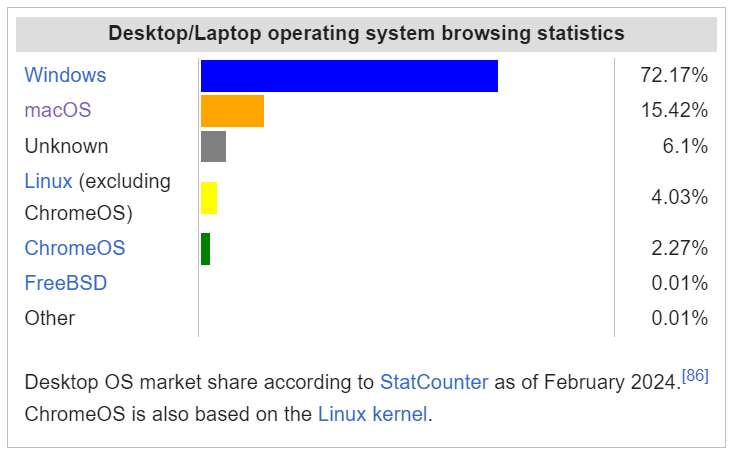 Desktop/Laptop operating system browsing statistics
Windows 72.17%
macOS 15.42%
Unknown 6.1%
Linux (excluding
ChromeOS) 4.03%
ChromeOS 2.27%
FreeBSD 0.01%
Other 0.01%
Desktop OS market share according to StatCounter as of February 2024.[86]
ChromeOS is also based on the Linux kernel.